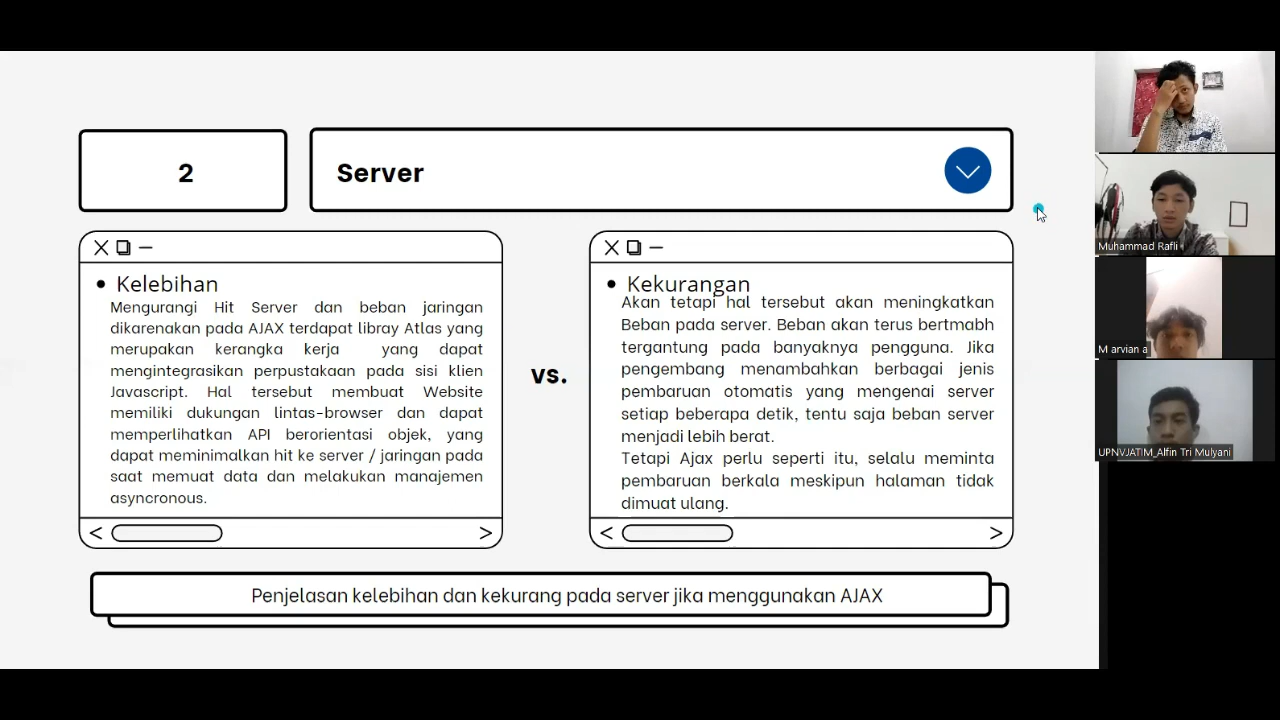 2
Server
Kelebihan
Mengurangi Hit Server dan beban jaringan
dikarenakan pada AJAX terdapat libray Atlas yang
merupakan kerangka kerja yang dapat
mengintegrasikan perpustakaan pada sisi klien
Javascript. Hal tersebut membuat Website
memiliki dukungan lintas-browser dan dapat
memperlihatkan API berorientasi objek, yang
dapat meminimalkan hit ke server / jaringan pada
saat memuat data dan melakukan manajemen
asyncronous.
vs.
Kekurangan
Akan tetapi hal tersebut akan meningkatkan
Beban pada server. Beban akan terus bertmabh
tergantung pada banyaknya pengguna. Jika
pengembang menambahkan berbagai jenis
pembaruan otomatis yang mengenai server
setiap beberapa detik, tentu saja beban server
menjadi lebih berat.
Tetapi Ajax perlu seperti itu, selalu meminta
pembaruan berkala meskipun halaman tidak
dimuat ulang.
Penjelasan kelebihan dan kekurang pada server jika menggunakan AJAX
Muhammad Rafli
M arvian a
UPNVJATIM_Alfin Tri Mulyani